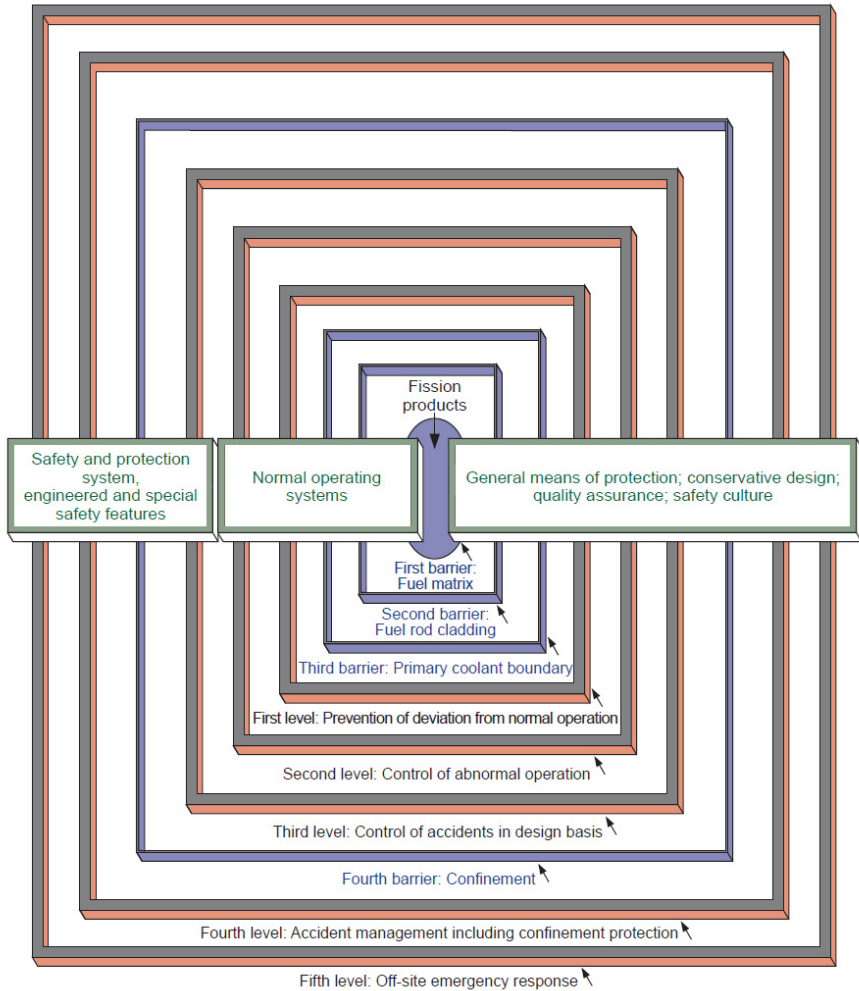 Fission
products
Safety and protection
system,
engineered and special
safety features
Normal operating
systems
General means of protection; conservative design;
quality assurance; safety culture
First barrier:
Fuel matrix
Second barrier:
Fuel rod cladding
Third barrier: Primary coolant boundary
First level: Prevention of deviation from normal operation
Second level: Control of abnormal operation
Third level: Control of accidents in design basis
Fourth barrier: Confinement
Fourth level: Accident management including confinement protection
Fifth level: Off-site emergency response